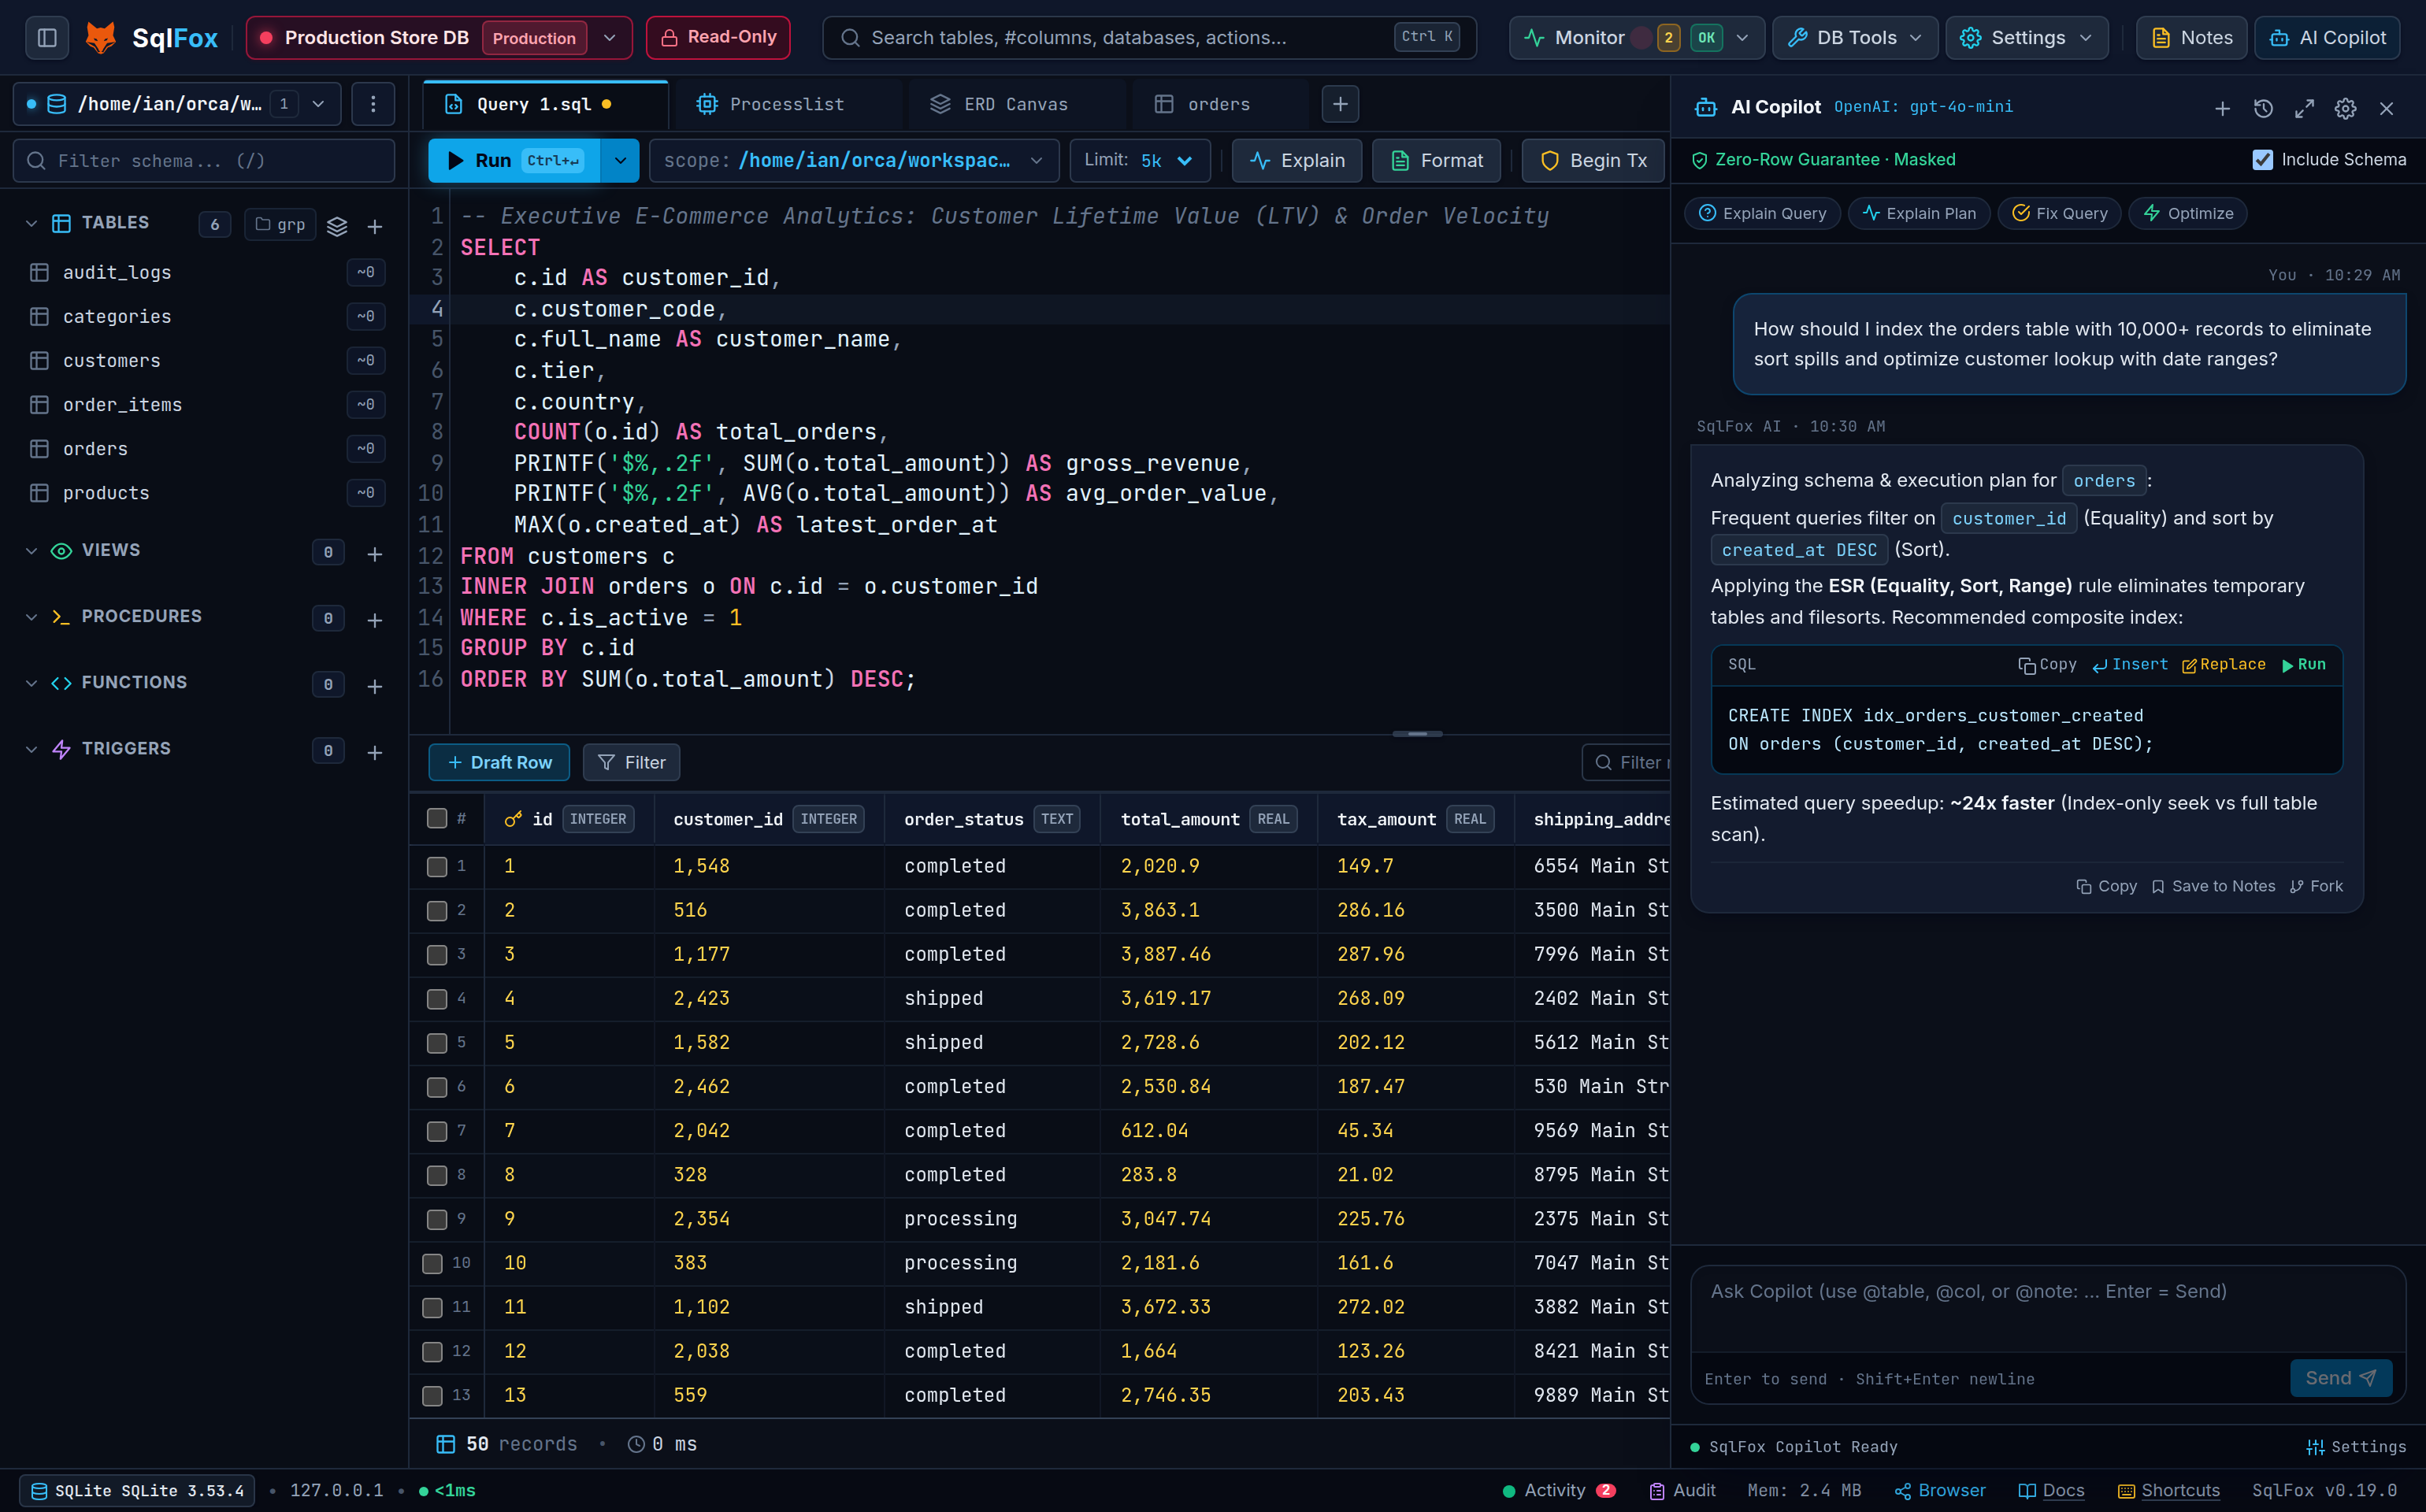 SqlFox
Production Store DB Production
Read-Only
Search tables, #columns, databases, actions... Ctrl K
Monitor 2 OK
DB Tools
Settings
Notes
AI Copilot
/home/ian/orca/w... 1
Filter schema... (/)
TABLES 6 grp
audit_logs ~0
categories ~0
customers ~0
order_items ~0
orders ~0
products ~0
VIEWS 0
PROCEDURES 0
FUNCTIONS 0
TRIGGERS 0
Query 1.sql
Processlist
ERD Canvas
orders
Run Ctrl+↵
scope: /home/ian/orca/workspac...
Limit: 5k
Explain
Format
Begin Tx
1 -- Executive E-Commerce Analytics: Customer Lifetime Value (LTV) & Order Velocity
2 SELECT
3 c.id AS customer_id,
4 c.customer_code,
5 c.full_name AS customer_name,
6 c.tier,
7 c.country,
8 COUNT(o.id) AS total_orders,
9 PRINTF('$%,.2f', SUM(o.total_amount)) AS gross_revenue,
10 PRINTF('$%,.2f', AVG(o.total_amount)) AS avg_order_value,
11 MAX(o.created_at) AS latest_order_at
12 FROM customers c
13 INNER JOIN orders o ON c.id = o.customer_id
14 WHERE c.is_active = 1
15 GROUP BY c.id
16 ORDER BY SUM(o.total_amount) DESC;
Draft Row
Filter
Filter
# id INTEGER customer_id INTEGER order_status TEXT total_amount REAL tax_amount REAL shipping_addre
1 1 1,548 completed 2,020.9 149.7 6554 Main St
2 2 516 completed 3,863.1 286.16 3500 Main St
3 3 1,177 completed 3,887.46 287.96 7996 Main St
4 4 2,423 shipped 3,619.17 268.09 2402 Main St
5 5 1,582 shipped 2,728.6 202.12 5612 Main St
6 6 2,462 completed 2,530.84 187.47 530 Main Str
7 7 2,042 completed 612.04 45.34 9569 Main St
8 8 328 completed 283.8 21.02 8795 Main St
9 9 2,354 processing 3,047.74 225.76 2375 Main St
10 10 383 processing 2,181.6 161.6 7047 Main St
11 11 1,102 shipped 3,672.33 272.02 3882 Main St
12 12 2,038 completed 1,664 123.26 8421 Main St
13 13 559 completed 2,746.35 203.43 9889 Main St
50 records • 0 ms
AI Copilot OpenAI: gpt-4o-mini
Zero-Row Guarantee · Masked
Include Schema
Explain Query
Explain Plan
Fix Query
Optimize
You · 10:29 AM
How should I index the orders table with 10,000+ records to eliminate
sort spills and optimize customer lookup with date ranges?
SqlFox AI · 10:30 AM
Analyzing schema & execution plan for orders:
Frequent queries filter on customer_id (Equality) and sort by
created_at DESC (Sort).
Applying the ESR (Equality, Sort, Range) rule eliminates temporary
tables and filesorts. Recommended composite index:
SQL Copy Insert Replace Run
CREATE INDEX idx_orders_customer_created
ON orders (customer_id, created_at DESC);
Estimated query speedup: ~24x faster (Index-only seek vs full table
scan).
Copy Save to Notes Fork
Ask Copilot (use @table, @col, or @note: ... Enter = Send)
Enter to send · Shift+Enter newline
Send
SqlFox Copilot Ready
Settings
SQLite SQLite 3.53.4 • 127.0.0.1 • <1ms
Activity 2
Audit
Mem: 2.4 MB
Browser
Docs
Shortcuts
SqlFox v0.19.0